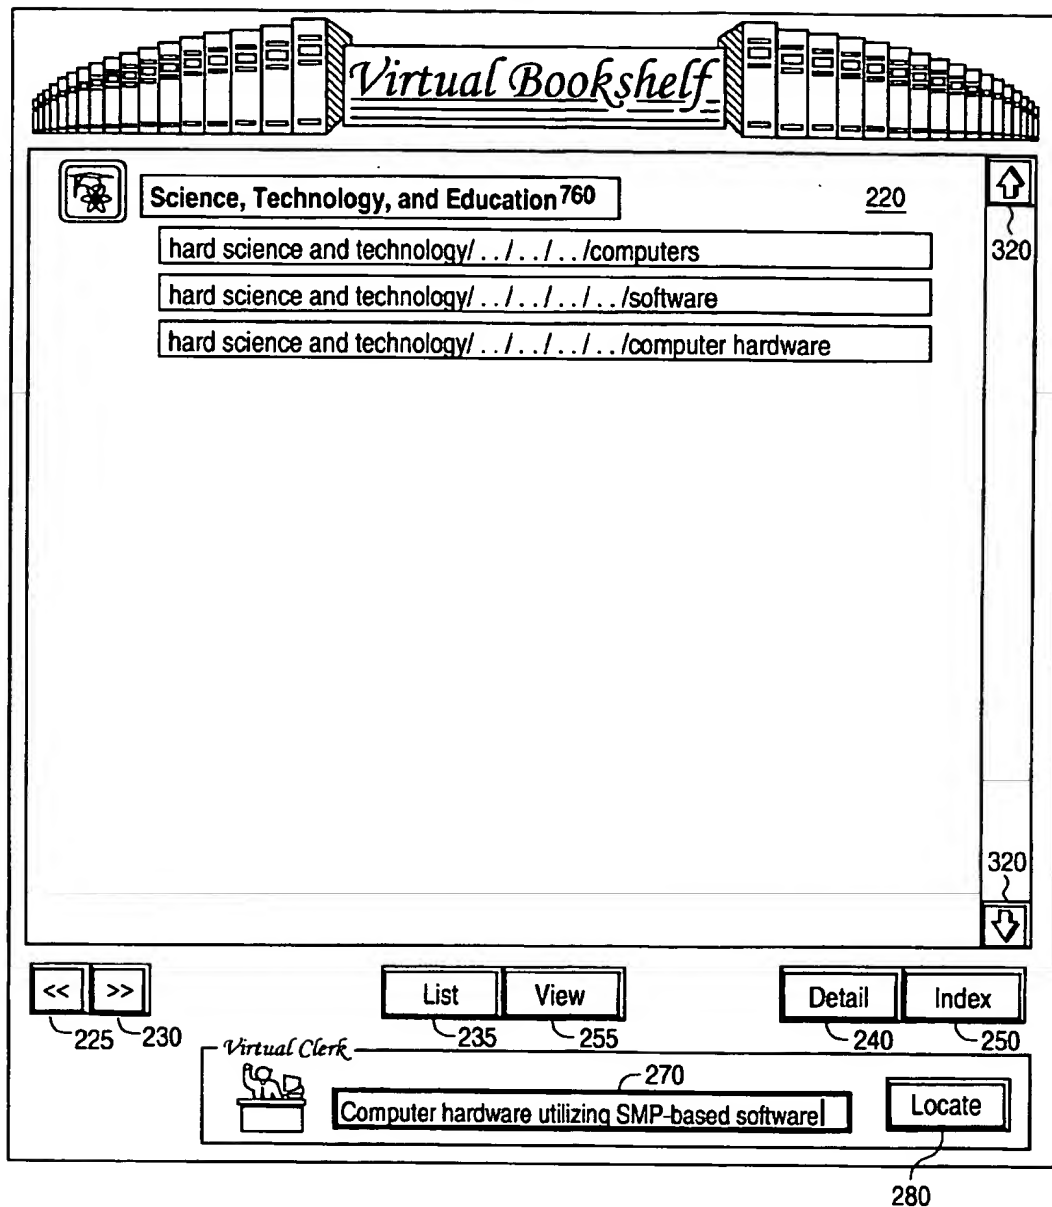 Virtual Bookshelf
Science, Technology, and Education 760
220
320
hard science and technology/ . ./ . ./ . ./computers
hard science and technology/ . ./ . ./ . ./ . ./software
hard science and technology/ . ./ . ./ . ./ . ./computer hardware
320
<< >> List View Detail Index
225 230 235 255 240 250
Virtual Clerk
270
Computer hardware utilizing SMP-based software
Locate
280